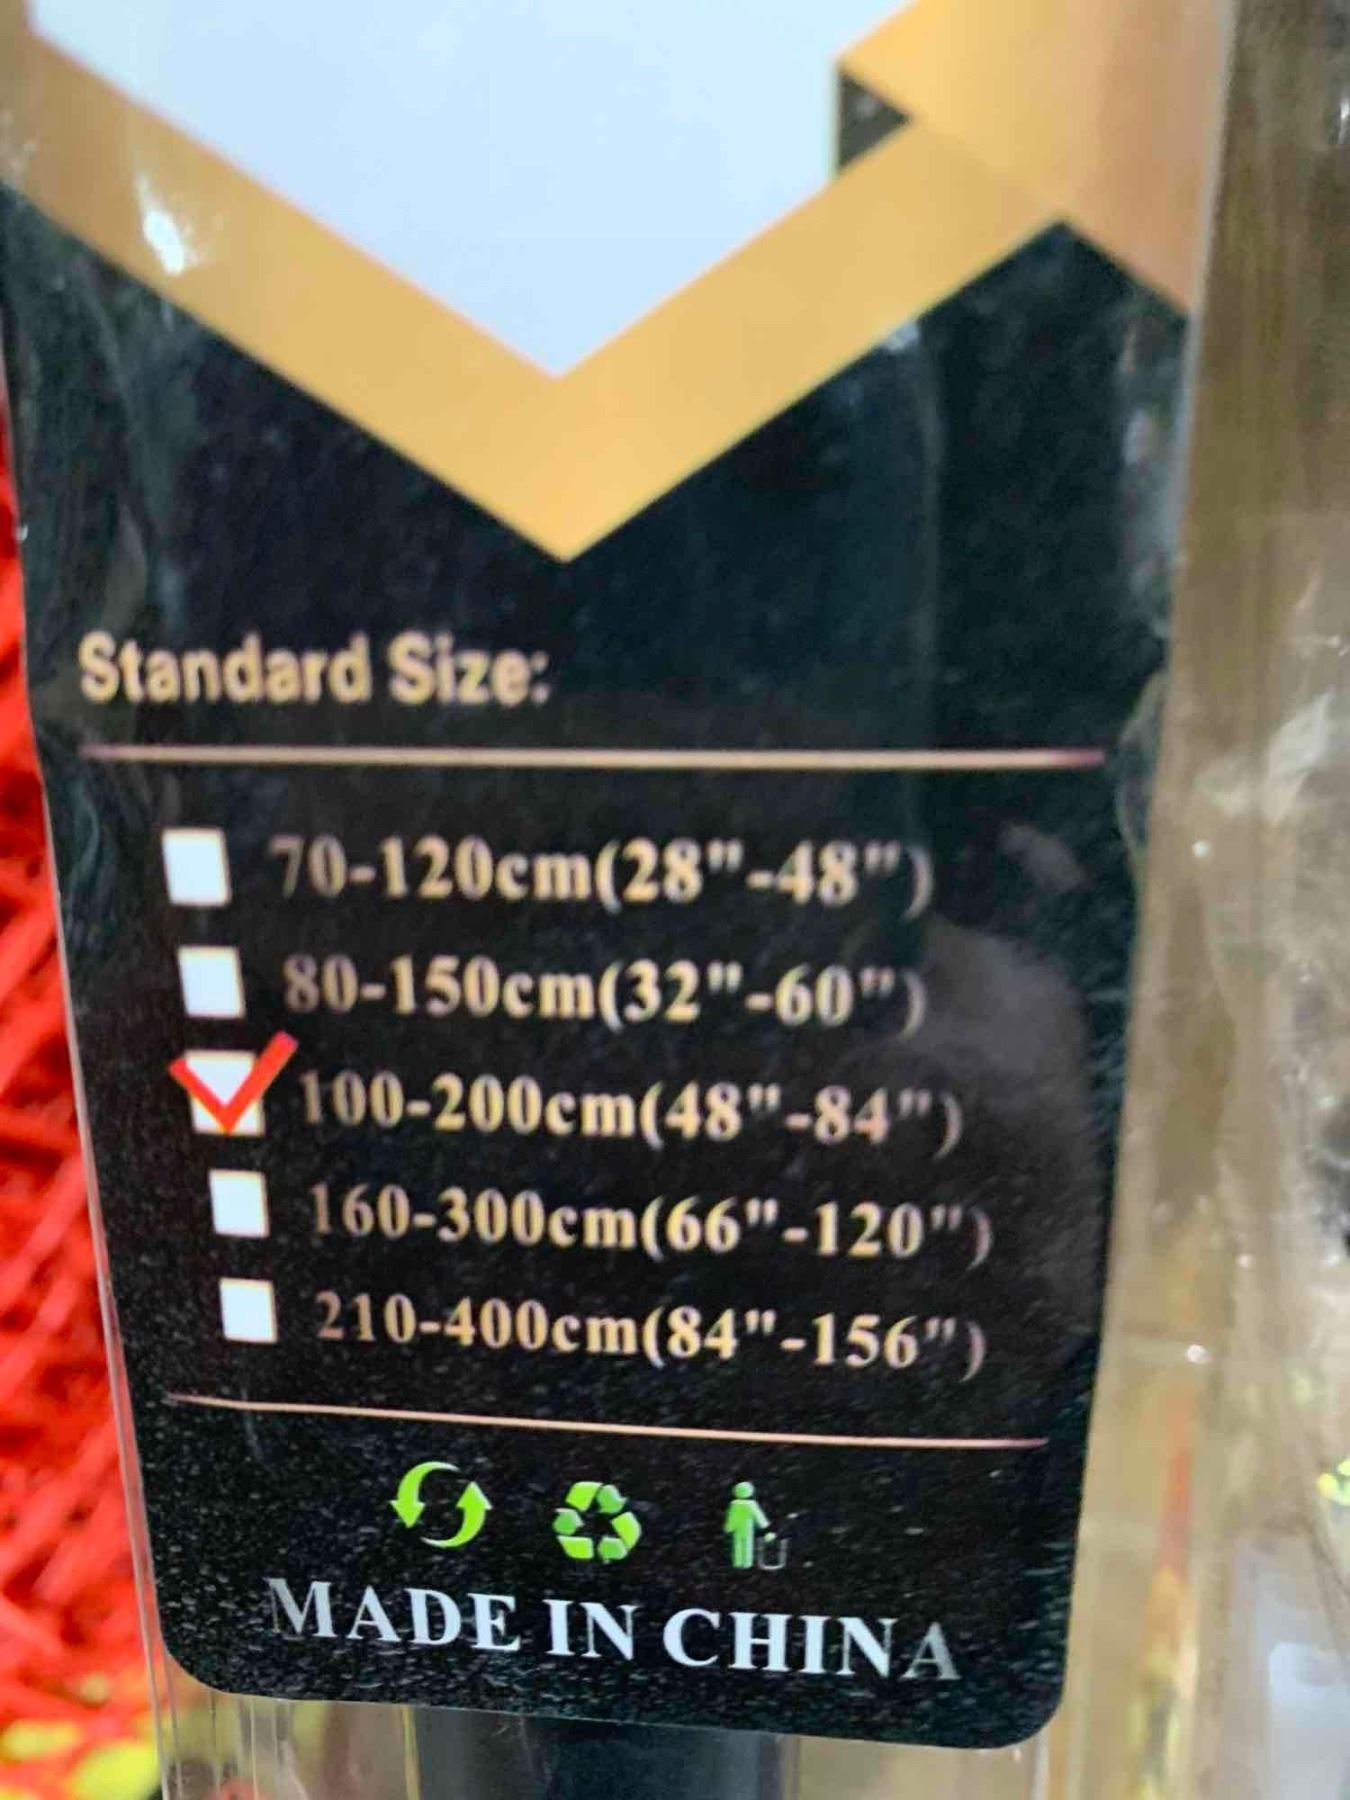 Standard Size:
70-120cm(28"-48")
80-150cm(32"-60")
100-200cm(48"-84")
160-300cm(66"-120")
210-400cm(84"-156")
MADE IN CHINA